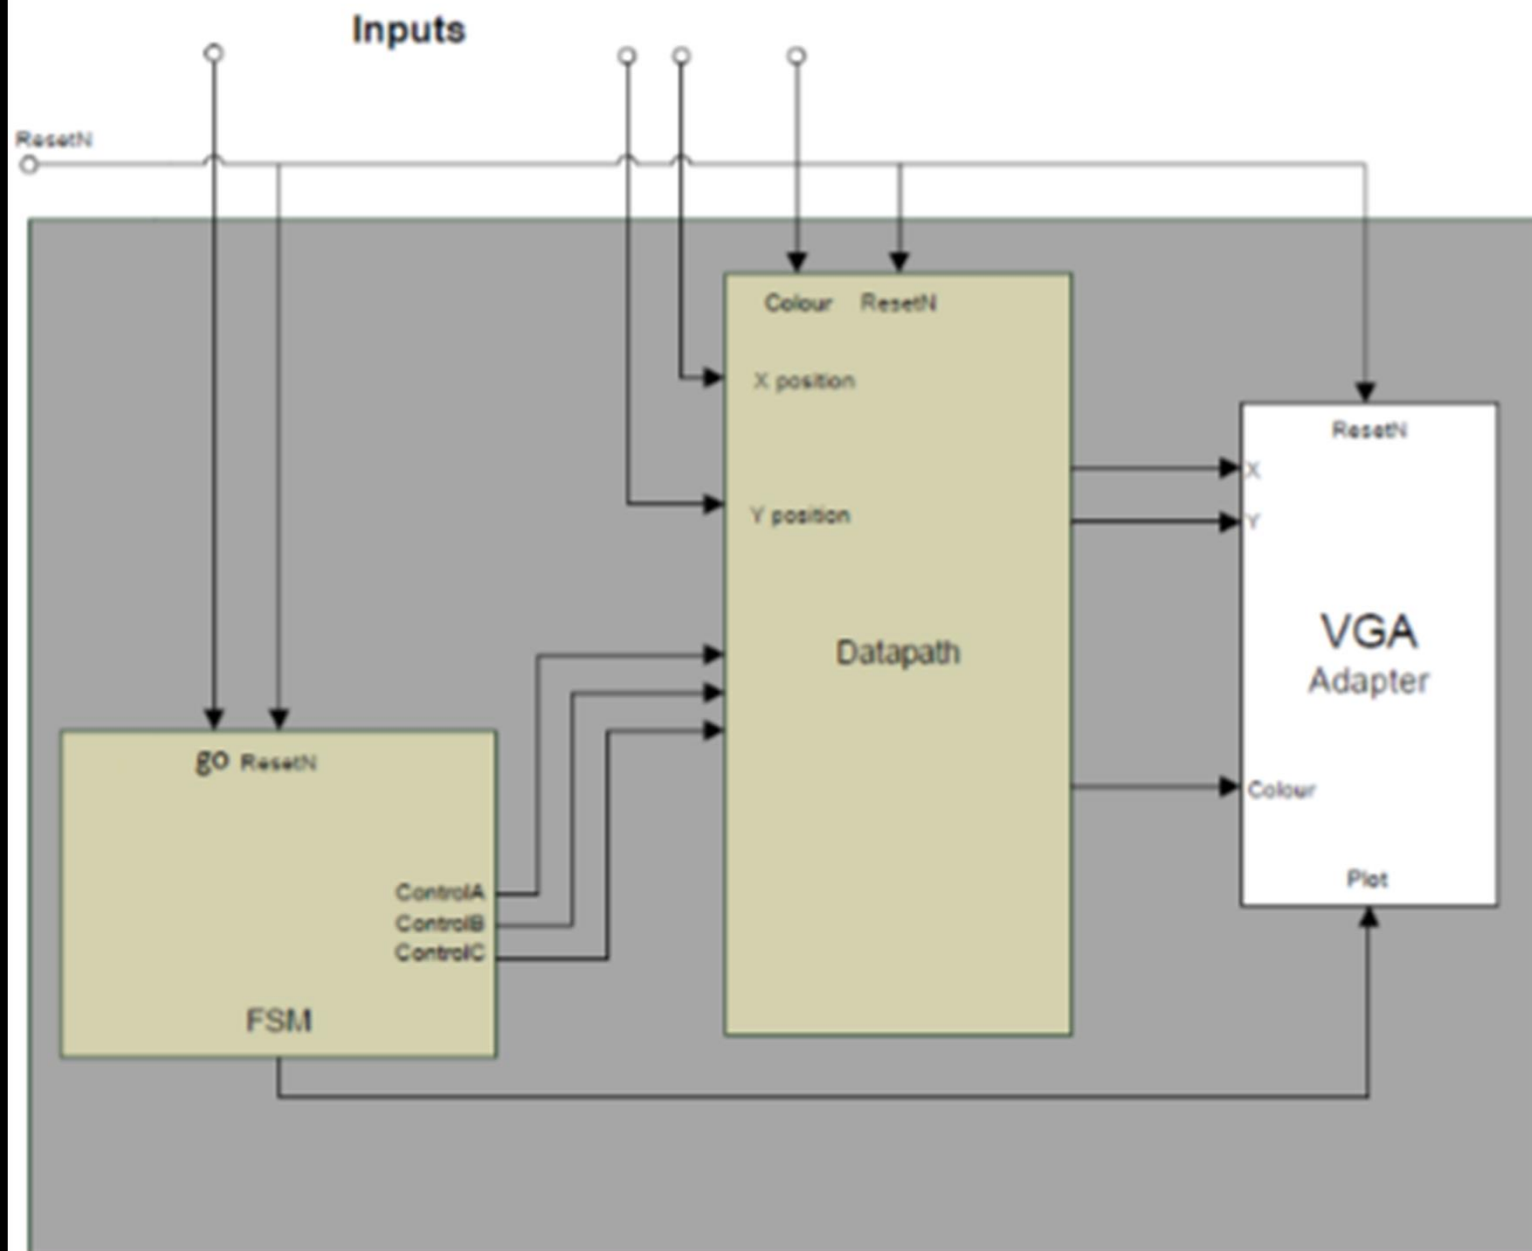 Inputs
ResetN
Colour ResetN
X position
Y position
Datapath
ResetN
X
Y
VGA
Adapter
Colour
Plot
go ResetN
ControlA
ControlB
ControlC
FSM